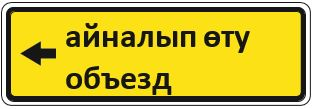 айналып өту
объезд